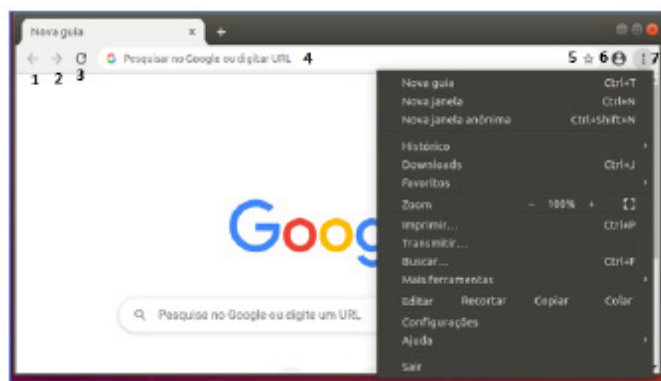 Nova guia × +
Pesquisar no Google ou digitar URL 4 5 6 7
1 2 3
Nova guia Ctrl+T
Nova janela Ctrl+N
Nova janela anônima Ctrl+Shift+N
Histórico
Downloads Ctrl+J
Favoritos
Zoom - 100% +
Imprimir... Ctrl+P
Transmitir...
Buscar... Ctrl+F
Mais ferramentas
Editar Recortar Copiar Colar
Configurações
Ajuda
Sair
Goog
Pesquise no Google ou digite um URL